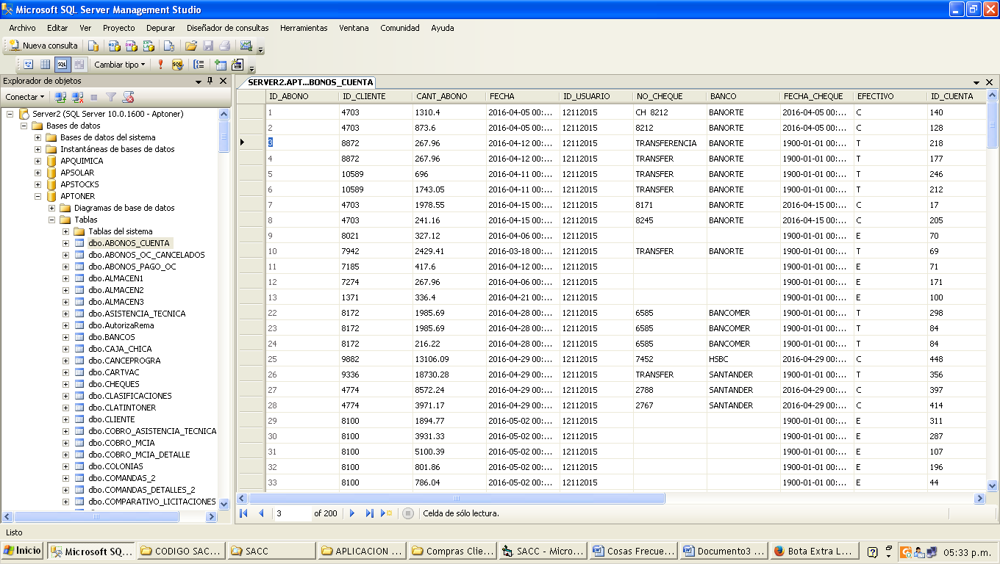 Microsoft SQL Server Management Studio
Archivo Editar Ver Proyecto Depurar Diseñador de consultas Herramientas Ventana Comunidad Ayuda
Nueva consulta
Cambiar tipo
Explorador de objetos
Conectar
Server2 (SQL Server 10.0.1600 - Aptoner)
Bases de datos
Bases de datos del sistema
Instantáneas de bases de datos
APQUIMICA
APSOLAR
APSTOCKS
APTONER
Diagramas de base de datos
Tablas
Tablas del sistema
dbo.ABONOS_CUENTA
dbo.ABONOS_OC_CANCELADOS
dbo.ABONOS_PAGO_OC
dbo.ALMACEN1
dbo.ALMACEN2
dbo.ALMACEN3
dbo.ASISTENCIA_TECNICA
dbo.AutorizaRema
dbo.BANCOS
dbo.CAJA_CHICA
dbo.CANCEPROGRA
dbo.CARTVAC
dbo.CHEQUES
dbo.CLASIFICACIONES
dbo.CLATINTONER
dbo.CLIENTE
dbo.COBRO_ASISTENCIA_TECNICA
dbo.COBRO_MCIA
dbo.COBRO_MCIA_DETALLE
dbo.COLONIAS
dbo.COMANDAS_2
dbo.COMANDAS_DETALLES_2
dbo.COMPARATIVO_LICITACIONES
SERVER2.APT...BONOS_CUENTA
ID_ABONO ID_CLIENTE CANT_ABONO FECHA ID_USUARIO NO_CHEQUE BANCO FECHA_CHEQUE EFECTIVO ID_CUENTA
1 4703 1310.4 2016-04-05 00:... 12112015 CH 8212 BANORTE 2016-04-05 00:... C 140
2 4703 873.6 2016-04-05 00:... 12112015 8212 BANORTE 2016-04-05 00:... C 128
3 8872 267.96 2016-04-12 00:... 12112015 TRANSFERENCIA BANORTE 1900-01-01 00:... T 218
4 8872 267.96 2016-04-12 00:... 12112015 TRANSFER BANORTE 1900-01-01 00:... T 177
5 10589 696 2016-04-11 00:... 12112015 TRANSFER BANORTE 1900-01-01 00:... T 246
6 10589 1743.05 2016-04-11 00:... 12112015 TRANSFER BANORTE 1900-01-01 00:... T 212
7 4703 1978.55 2016-04-15 00:... 12112015 8171 BANORTE 2016-04-15 00:... C 17
8 4703 241.16 2016-04-15 00:... 12112015 8245 BANORTE 2016-04-15 00:... C 205
9 8021 327.12 2016-04-06 00:... 12112015 1900-01-01 00:... E 70
10 7942 2429.41 2016-03-18 00:... 12112015 TRANSFER BANORTE 1900-01-01 00:... T 69
11 7185 417.6 2016-04-12 00:... 12112015 1900-01-01 00:... E 71
12 7274 267.96 2016-04-06 00:... 12112015 1900-01-01 00:... E 171
13 1371 336.4 2016-04-21 00:... 12112015 1900-01-01 00:... E 100
22 8172 1985.69 2016-04-28 00:... 12112015 6585 BANCOMER 1900-01-01 00:... T 298
23 8172 1985.69 2016-04-28 00:... 12112015 6585 BANCOMER 1900-01-01 00:... T 84
24 8172 216.22 2016-04-28 00:... 12112015 6585 BANCOMER 1900-01-01 00:... T 84
25 9882 13106.09 2016-04-29 00:... 12112015 7452 HSBC 2016-04-29 00:... C 448
26 9336 18730.28 2016-04-29 00:... 12112015 TRANSFER SANTANDER 1900-01-01 00:... T 356
27 4774 8572.24 2016-04-29 00:... 12112015 2788 SANTANDER 2016-04-29 00:... C 397
28 4774 3971.17 2016-04-29 00:... 12112015 2767 SANTANDER 2016-04-29 00:... C 414
29 8100 1894.77 2016-05-02 00:... 12112015 1900-01-01 00:... E 311
30 8100 3931.33 2016-05-02 00:... 12112015 1900-01-01 00:... E 287
31 8100 5100.39 2016-05-02 00:... 12112015 1900-01-01 00:... E 107
32 8100 801.86 2016-05-02 00:... 12112015 1900-01-01 00:... E 196
33 8100 786.04 2016-05-02 00:... 12112015 1900-01-01 00:... E 44
3 of 200 Celda de sólo lectura.
Listo
Inicio Microsoft SQ... CODIGO SAC... SACC APLICACION ... Compras Clie... SACC - Micro... Cosas Frecue... Documento3 ... Bota Extra L... 05:33 p.m.